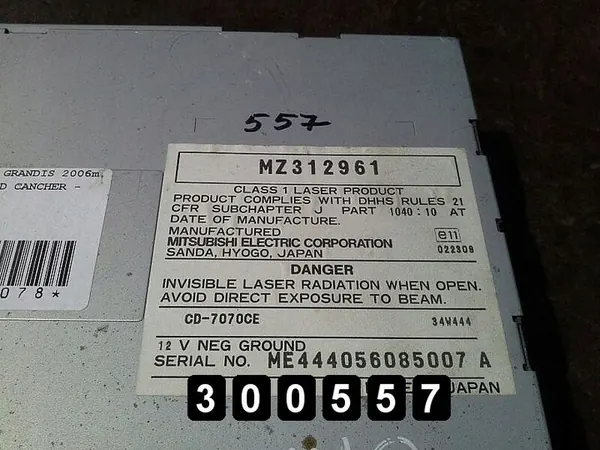 557
GRANDIS 2006m.
D CANCHER -
078*
MZ312961
CLASS 1 LASER PRODUCT
PRODUCT COMPLIES WITH DHHS RULES 21
CFR SUBCHAPTER J PART 1040:10 AT
DATE OF MANUFACTURE.
MANUFACTURED
MITSUBISHI ELECTRIC CORPORATION
SANDA, HYOGO, JAPAN
e11
022309
DANGER
INVISIBLE LASER RADIATION WHEN OPEN.
AVOID DIRECT EXPOSURE TO BEAM.
CD-7070CE 34W444
12 V NEG GROUND
SERIAL NO. ME444056085007 A
JAPAN
300557